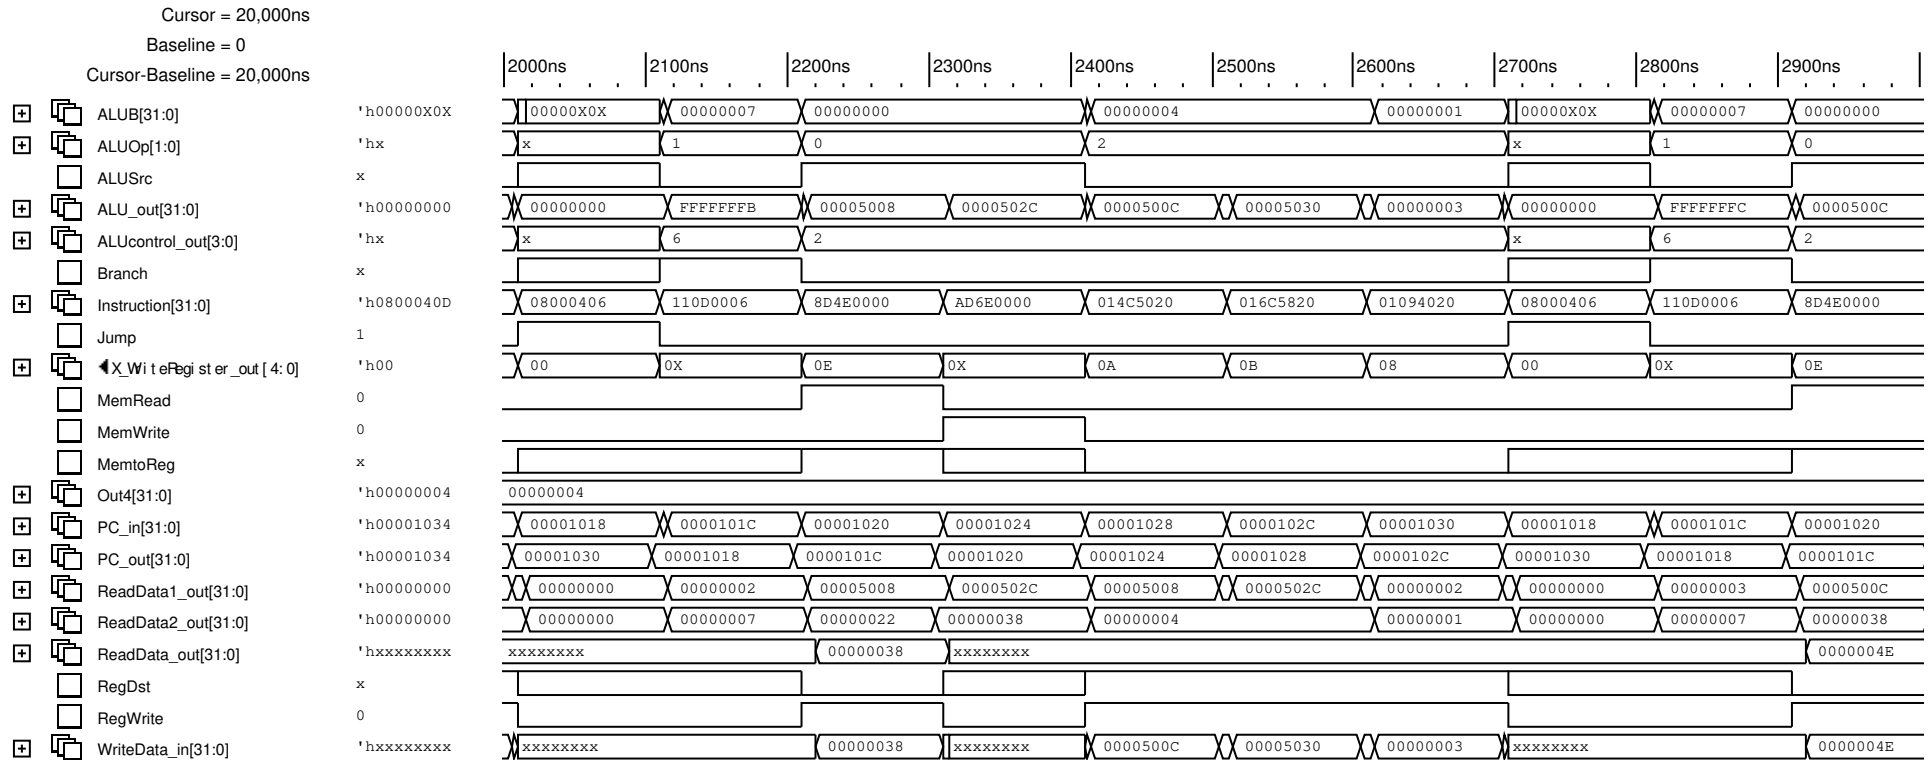 Cursor = 20,000ns
Baseline = 0
Cursor-Baseline = 20,000ns
2000ns 2100ns 2200ns 2300ns 2400ns 2500ns 2600ns 2700ns 2800ns 2900ns
ALUB[31:0] 'h00000X0X 00000X0X 00000007 00000000 00000004 00000001 00000X0X 00000007 00000000
ALUOp[1:0] 'hx x 1 0 2 x 1 0
ALUSrc x
ALU_out[31:0] 'h00000000 00000000 FFFFFFFB 00005008 0000502C 0000500C 00005030 00000003 00000000 FFFFFFFC 0000500C
ALUcontrol_out[3:0] 'hx x 6 2 x 6 2
Branch x
Instruction[31:0] 'h0800040D 08000406 110D0006 8D4E0000 AD6E0000 014C5020 016C5820 01094020 08000406 110D0006 8D4E0000
Jump 1
X_WriteRegister_out[4:0] 'h00 00 0X 0E 0X 0A 0B 08 00 0X 0E
MemRead 0
MemWrite 0
MemtoReg x
Out4[31:0] 'h00000004 00000004
PC_in[31:0] 'h00001034 00001018 0000101C 00001020 00001024 00001028 0000102C 00001030 00001018 0000101C 00001020
PC_out[31:0] 'h00001034 00001030 00001018 0000101C 00001020 00001024 00001028 0000102C 00001030 00001018 0000101C
ReadData1_out[31:0] 'h00000000 00000000 00000002 00005008 0000502C 00005008 0000502C 00000002 00000000 00000003 0000500C
ReadData2_out[31:0] 'h00000000 00000000 00000007 00000022 00000038 00000004 00000001 00000000 00000007 00000038
ReadData_out[31:0] 'hxxxxxxxx xxxxxxxx 00000038 xxxxxxxx 0000004E
RegDst x
RegWrite 0
WriteData_in[31:0] 'hxxxxxxxx xxxxxxxx 00000038 xxxxxxxx 0000500C 00005030 00000003 xxxxxxxx 0000004E